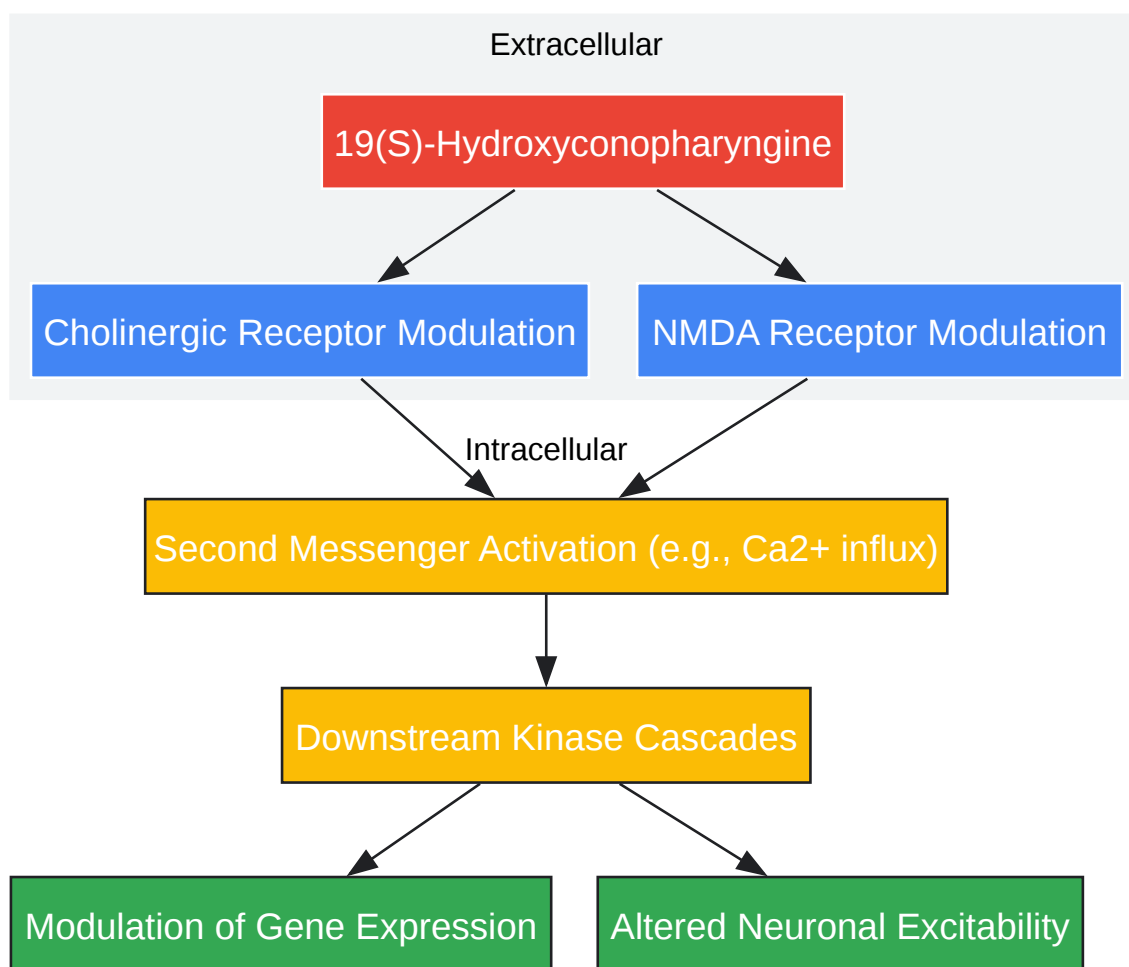 Extracellular
19(S)-Hydroxyconopharyngine
Cholinergic Receptor Modulation
NMDA Receptor Modulation
Intracellular
Second Messenger Activation (e.g., Ca2+ influx)
Downstream Kinase Cascades
Modulation of Gene Expression
Altered Neuronal Excitability